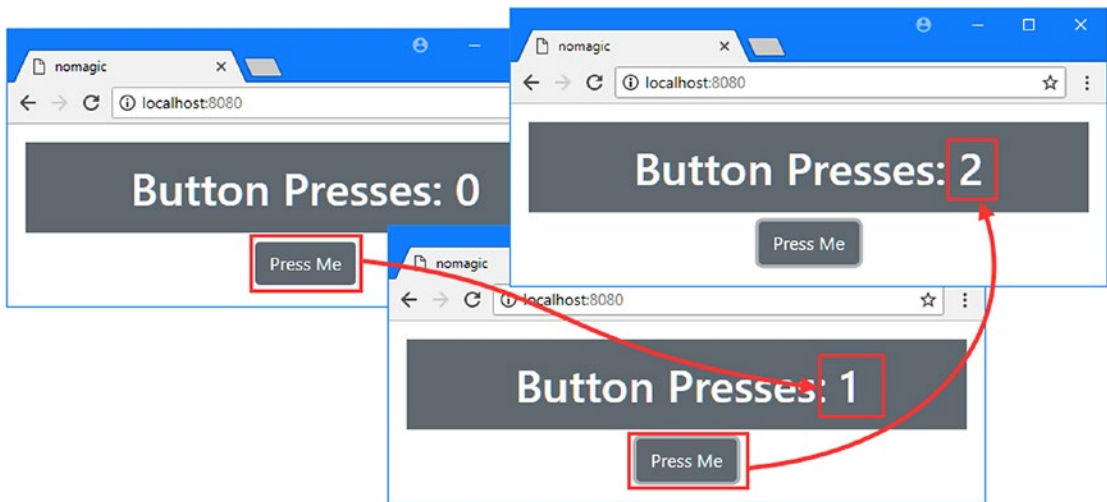 nomagic
localhost:8080
Button Presses: 0
Press Me
nomagic
localhost:8080
Button Presses: 2
Press Me
nomagic
localhost:8080
Button Presses: 1
Press Me